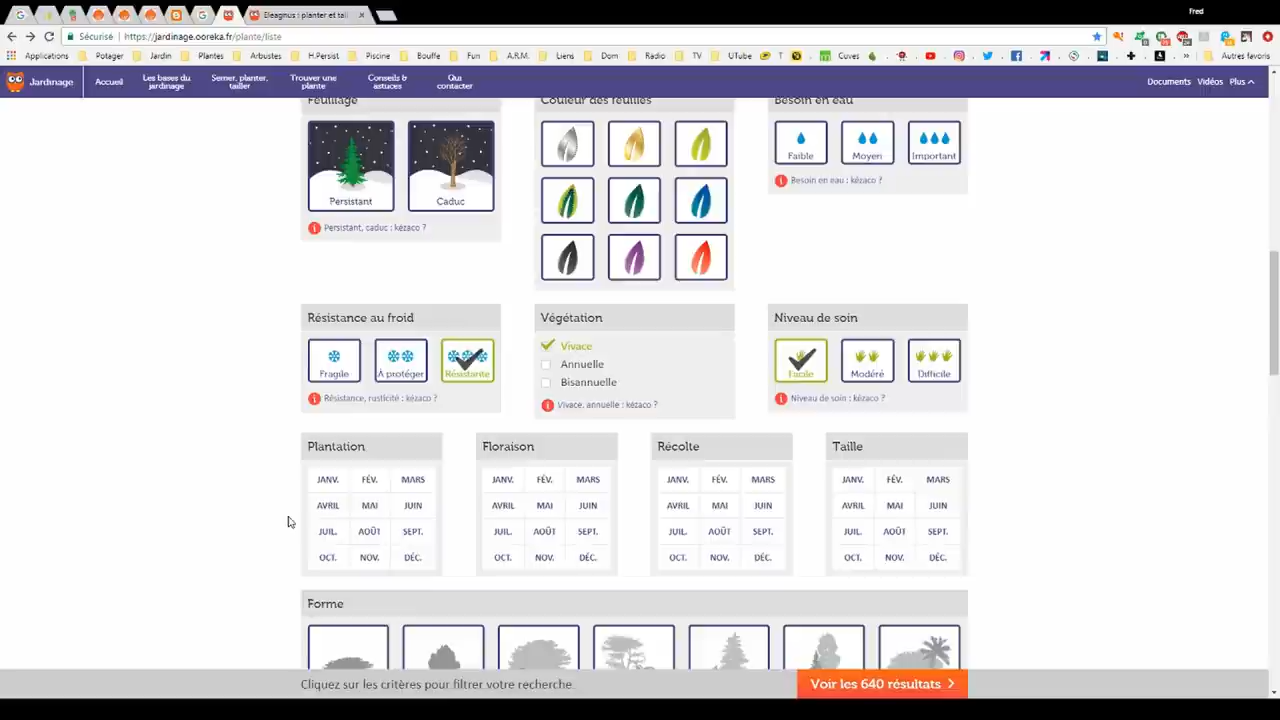 Fred
Eleagnus : planter et tail
Sécurisé https://jardinage.ooreka.fr/plante/liste
Applications Potager Jardin Plantes Arbustes H.Persist Piscine Bouffe Fun A.R.M. Liens Dom Radio TV UTube Cuves Autres favoris
Jardinage Accueil Les bases du jardinage Semer, planter, tailler Trouver une plante Conseils & astuces Qui contacter Documents Vidéos Plus
Feuillage Couleur des feuilles Besoin en eau
Faible Moyen Important
Besoin en eau : kézaco ?
Persistant Caduc
Persistant, caduc : kézaco ?
Résistance au froid Végétation Niveau de soin
Vivace
Annuelle
Fragile À protéger Résistante Facile Modéré Difficile
Bisannuelle
Résistance, rusticité : kézaco ? Vivace, annuelle : kézaco ? Niveau de soin : kézaco ?
Plantation Floraison Récolte Taille
JANV. FÉV. MARS JANV. FÉV. MARS JANV. FÉV. MARS JANV. FÉV. MARS
AVRIL MAI JUIN AVRIL MAI JUIN AVRIL MAI JUIN AVRIL MAI JUIN
JUIL. AOÛT SEPT. JUIL. AOÛT SEPT. JUIL. AOÛT SEPT. JUIL. AOÛT SEPT.
OCT. NOV. DÉC. OCT. NOV. DÉC. OCT. NOV. DÉC. OCT. NOV. DÉC.
Forme
Cliquez sur les critères pour filtrer votre recherche. Voir les 640 résultats